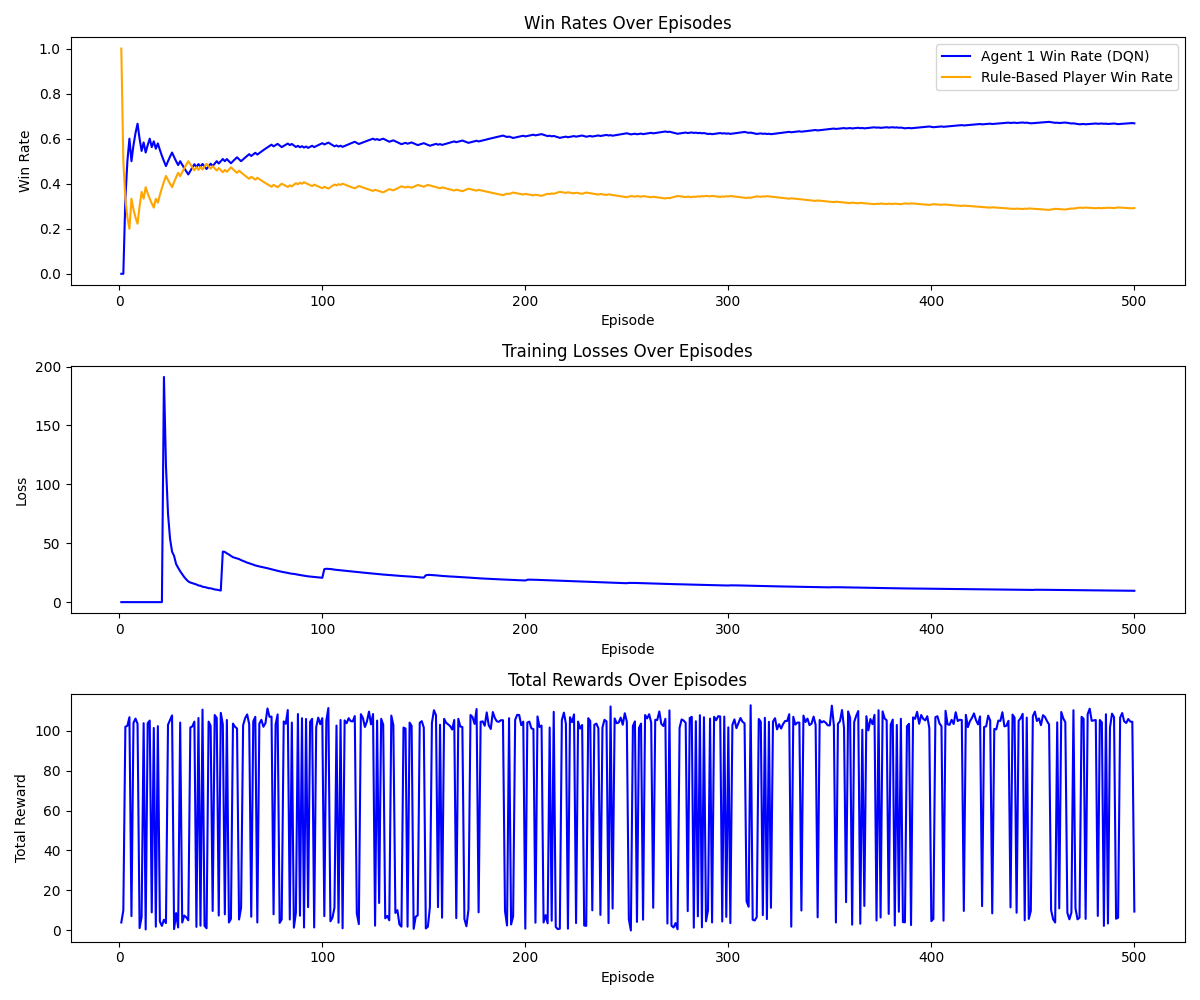 Win Rates Over Episodes
Win Rate
1.0
0.8
0.6
0.4
0.2
0.0
Agent 1 Win Rate (DQN)
Rule-Based Player Win Rate
0 100 200 300 400 500
Episode
Training Losses Over Episodes
Loss
200
150
100
50
0
0 100 200 300 400 500
Episode
Total Rewards Over Episodes
Total Reward
100
80
60
40
20
0
0 100 200 300 400 500
Episode